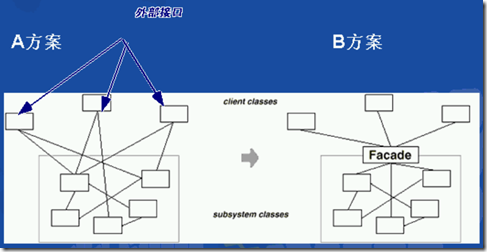 外部接口
A方案
B方案
client classes
Facade
subsystem classes